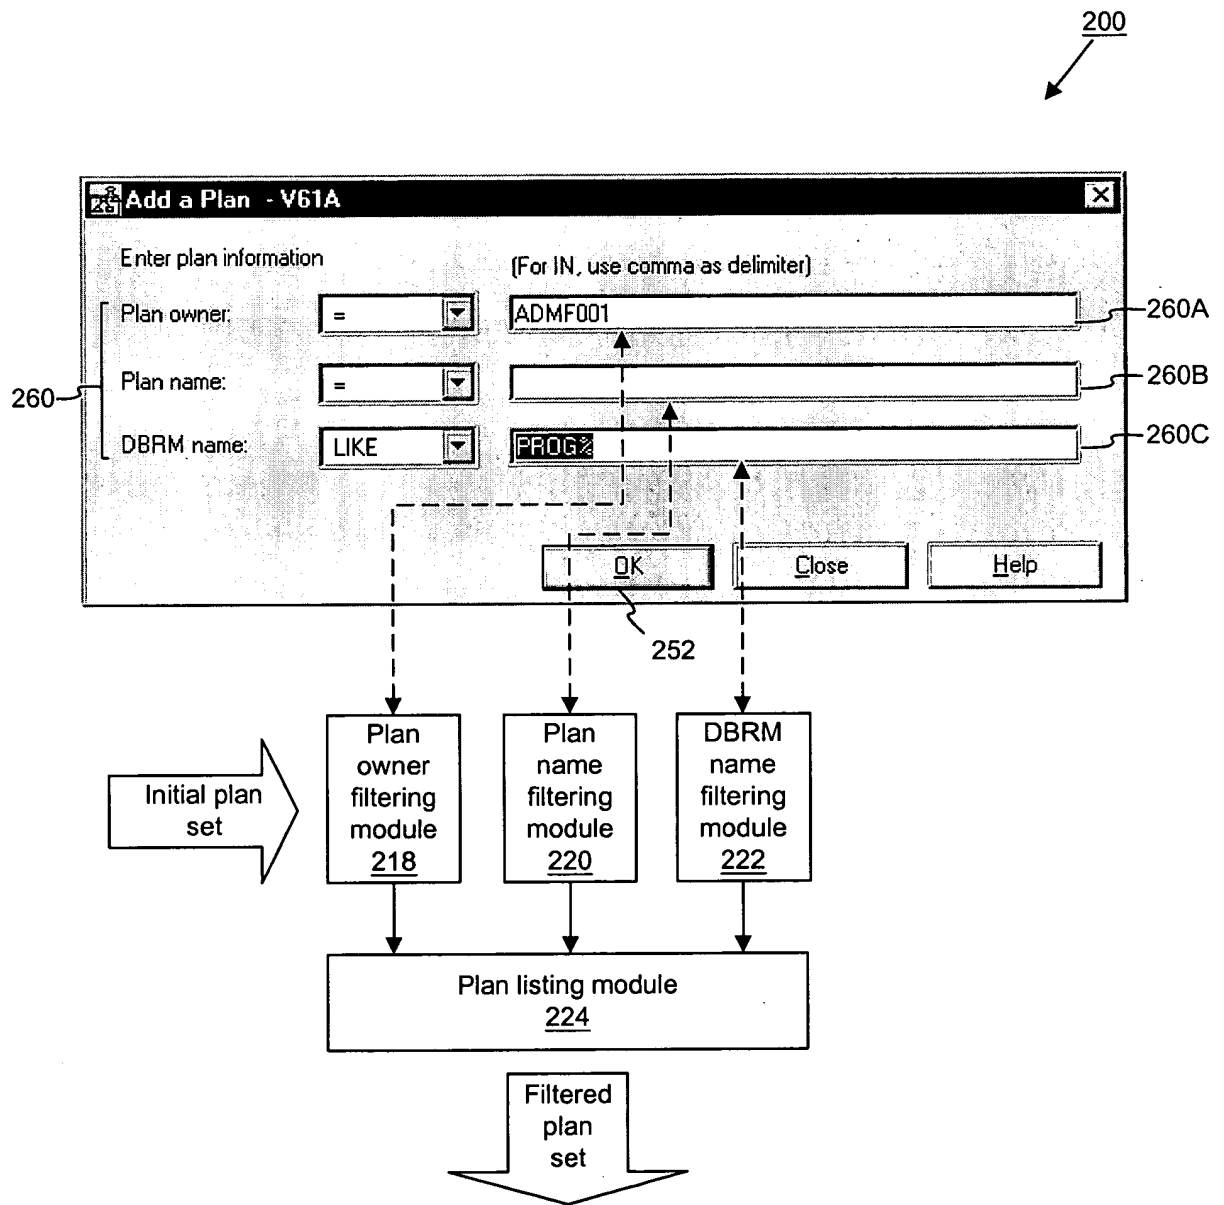 200
Add a Plan - V61A
Enter plan information
(For IN, use comma as delimiter)
Plan owner:
=
ADMF001
260A
Plan name:
=
260B
260
DBRM name:
LIKE
PROG%
260C
OK
Close
Help
252
Initial plan
set
Plan
owner
filtering
module
218
Plan
name
filtering
module
220
DBRM
name
filtering
module
222
Plan listing module
224
Filtered
plan
set